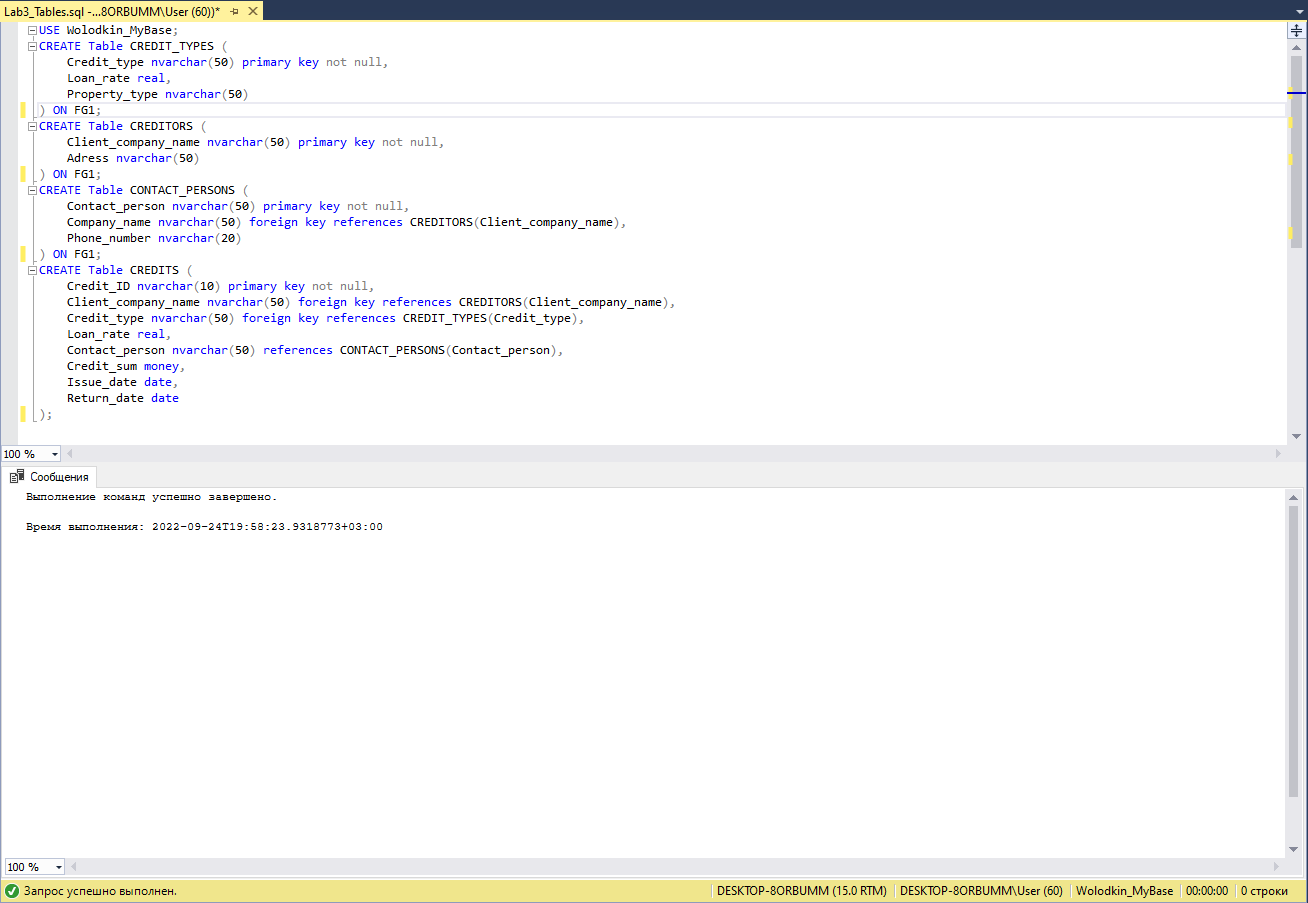 Lab3_Tables.sql -...8ORBUMM\User (60))*
USE Wolodkin_MyBase;
CREATE Table CREDIT_TYPES (
Credit_type nvarchar(50) primary key not null,
Loan_rate real,
Property_type nvarchar(50)
) ON FG1;
CREATE Table CREDITORS (
Client_company_name nvarchar(50) primary key not null,
Adress nvarchar(50)
) ON FG1;
CREATE Table CONTACT_PERSONS (
Contact_person nvarchar(50) primary key not null,
Company_name nvarchar(50) foreign key references CREDITORS(Client_company_name),
Phone_number nvarchar(20)
) ON FG1;
CREATE Table CREDITS (
Credit_ID nvarchar(10) primary key not null,
Client_company_name nvarchar(50) foreign key references CREDITORS(Client_company_name),
Credit_type nvarchar(50) foreign key references CREDIT_TYPES(Credit_type),
Loan_rate real,
Contact_person nvarchar(50) references CONTACT_PERSONS(Contact_person),
Credit_sum money,
Issue_date date,
Return_date date
);
100 %
Сообщения
Выполнение команд успешно завершено.
Время выполнения: 2022-09-24T19:58:23.9318773+03:00
100 %
Запрос успешно выполнен.
DESKTOP-8ORBUMM (15.0 RTM)
DESKTOP-8ORBUMM\User (60)
Wolodkin_MyBase
00:00:00
0 строки